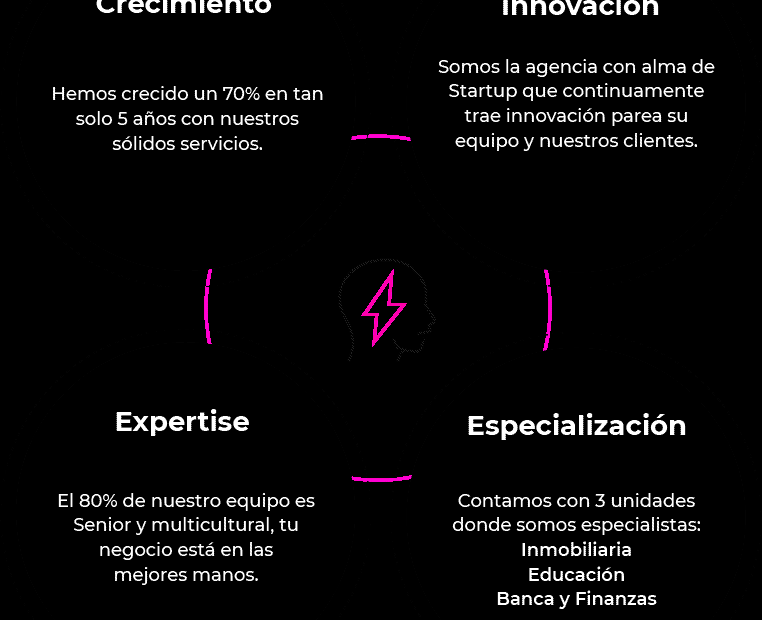 Crecimiento
Hemos crecido un 70% en tan
solo 5 años con nuestros
sólidos servicios.
Innovación
Somos la agencia con alma de
Startup que continuamente
trae innovación parea su
equipo y nuestros clientes.
Expertise
El 80% de nuestro equipo es
Senior y multicultural, tu
negocio está en las
mejores manos.
Especialización
Contamos con 3 unidades
donde somos especialistas:
Inmobiliaria
Educación
Banca y Finanzas